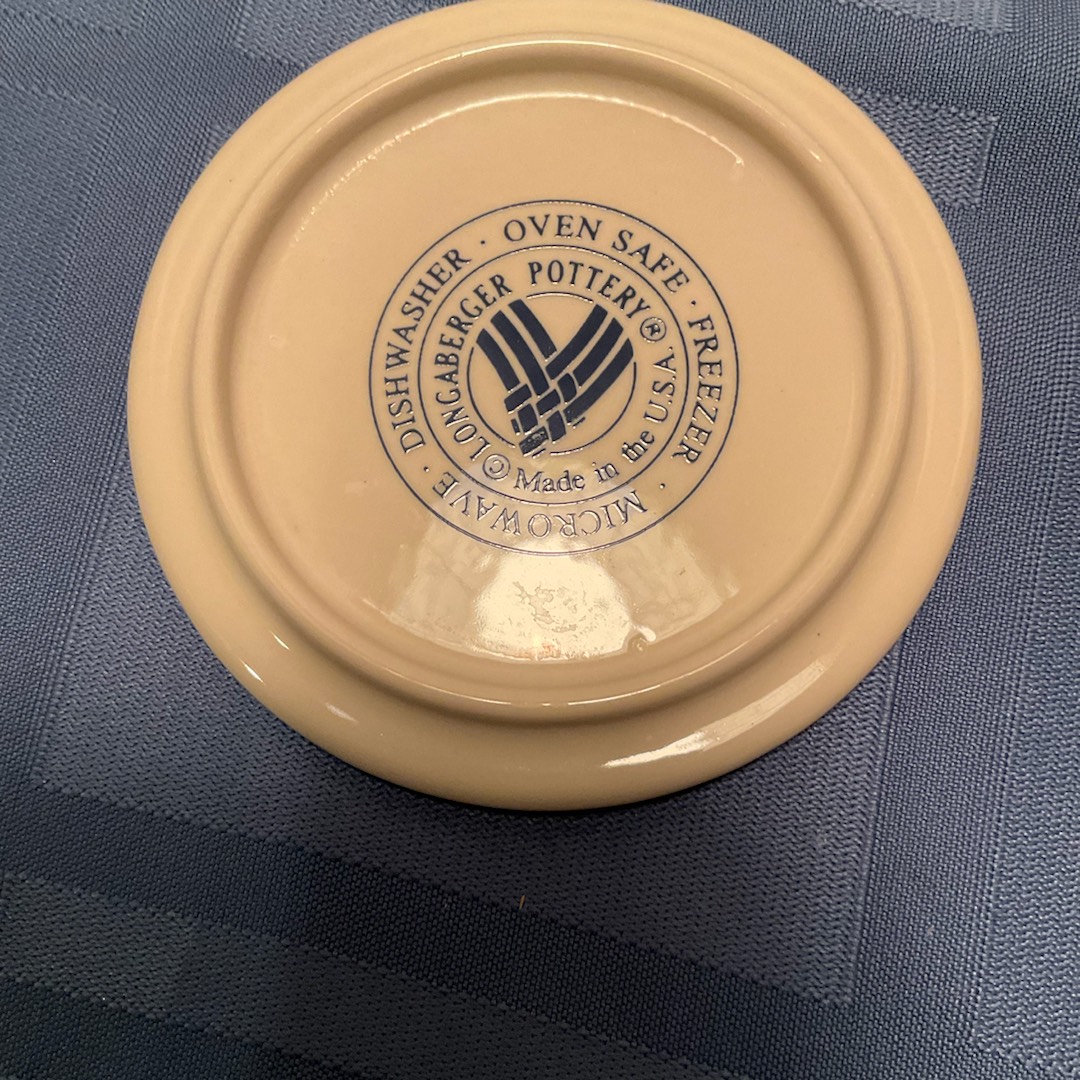 DISHWASHER · OVEN SAFE · FREEZER · MICROWAVE ·
© LONGABERGER POTTERY®
Made in the U.S.A.